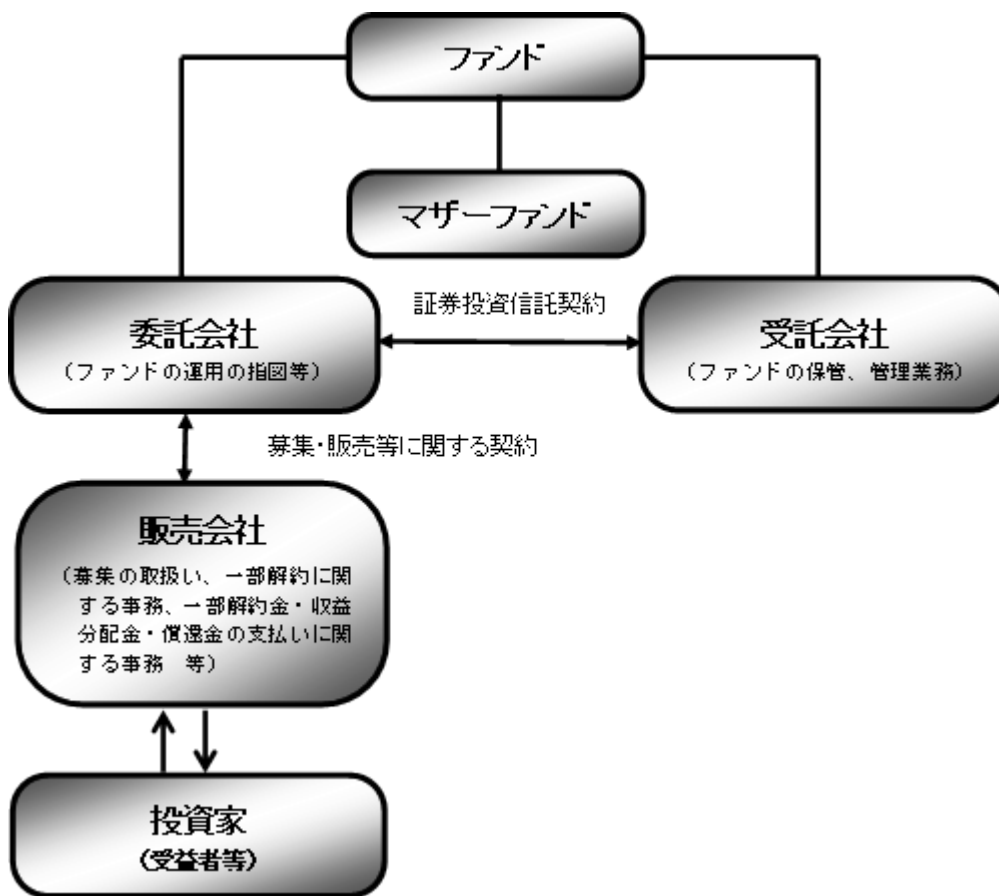 ファンド
マザーファンド
証券投資信託契約
委託会社
(ファンドの運用の指図等)
受託会社
(ファンドの保管、管理業務)
募集・販売等に関する契約
販売会社
(募集の取扱い、一部解約に関
する事務、一部解約金・収益
分配金・償還金の支払いに関
する事務 等)
投資家
(受益者等)